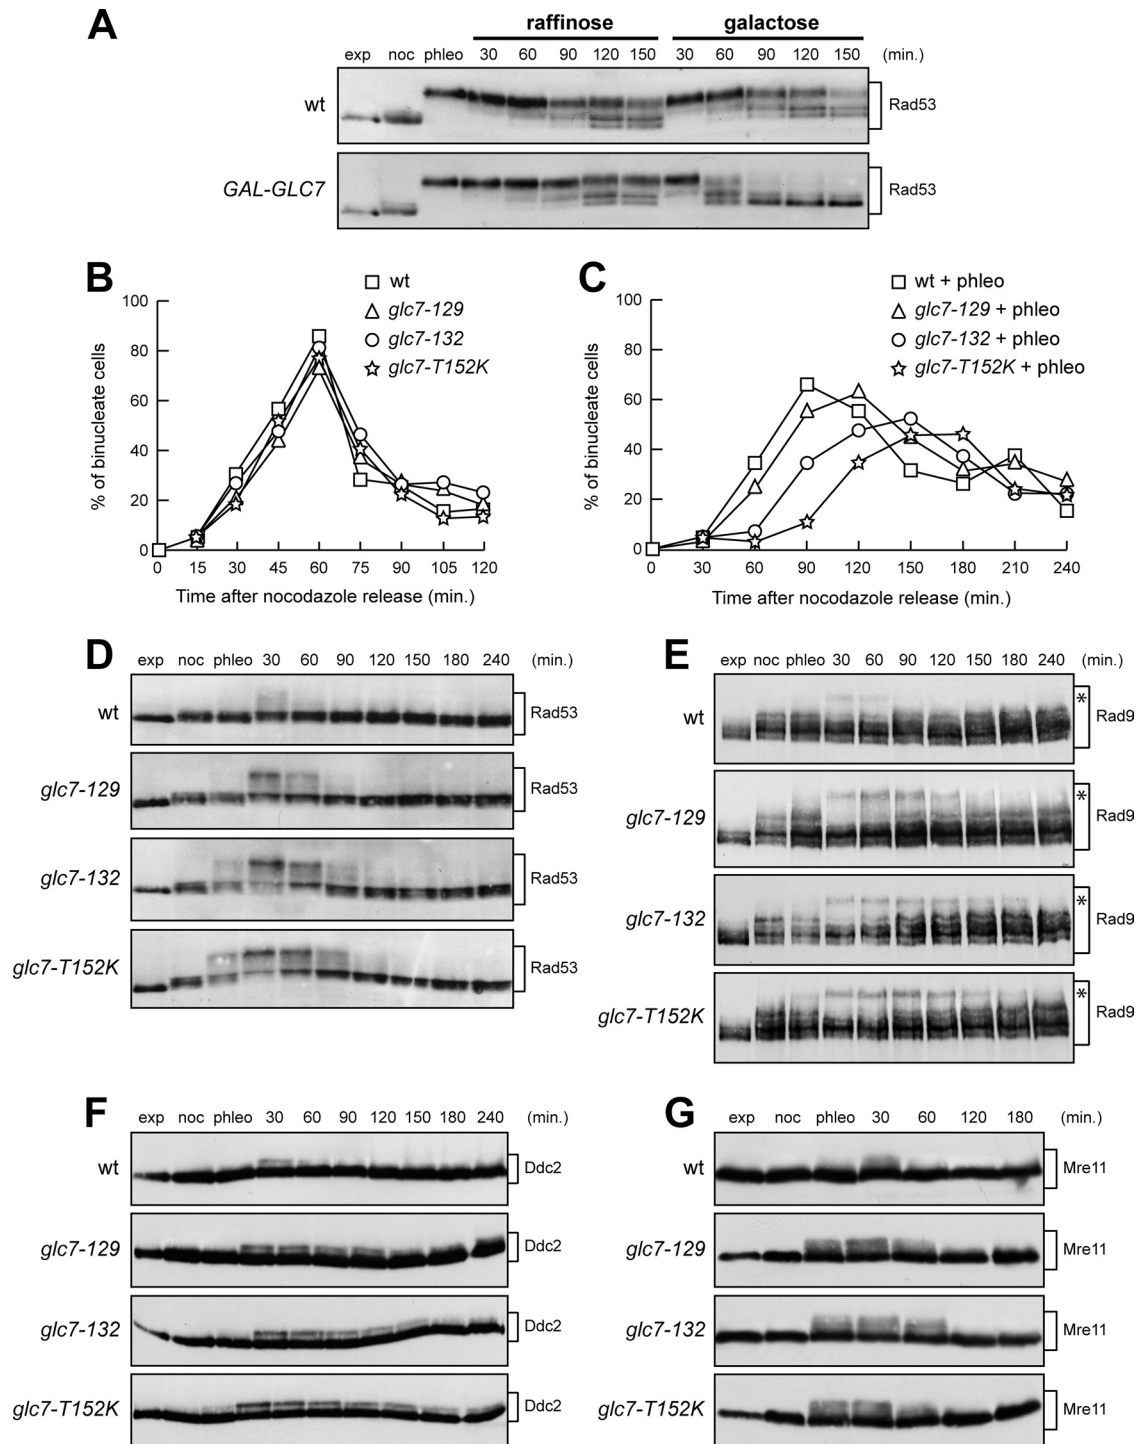 A
raffinose galactose
exp noc phleo 30 60 90 120 150 30 60 90 120 150 (min.)
wt Rad53
GAL-GLC7 Rad53
B
wt
glc7-129
glc7-132
glc7-T152K
% of binucleate cells
100
80
60
40
20
0
0 15 30 45 60 75 90 105 120
Time after nocodazole release (min.)
C
wt + phleo
glc7-129 + phleo
glc7-132 + phleo
glc7-T152K + phleo
% of binucleate cells
100
80
60
40
20
0
0 30 60 90 120 150 180 210 240
Time after nocodazole release (min.)
D
exp noc phleo 30 60 90 120 150 180 240 (min.)
wt Rad53
glc7-129 Rad53
glc7-132 Rad53
glc7-T152K Rad53
E
exp noc phleo 30 60 90 120 150 180 240 (min.)
wt * Rad9
glc7-129 * Rad9
glc7-132 * Rad9
glc7-T152K * Rad9
F
exp noc phleo 30 60 90 120 150 180 240 (min.)
wt Ddc2
glc7-129 Ddc2
glc7-132 Ddc2
glc7-T152K Ddc2
G
exp noc phleo 30 60 120 180 (min.)
wt Mre11
glc7-129 Mre11
glc7-132 Mre11
glc7-T152K Mre11